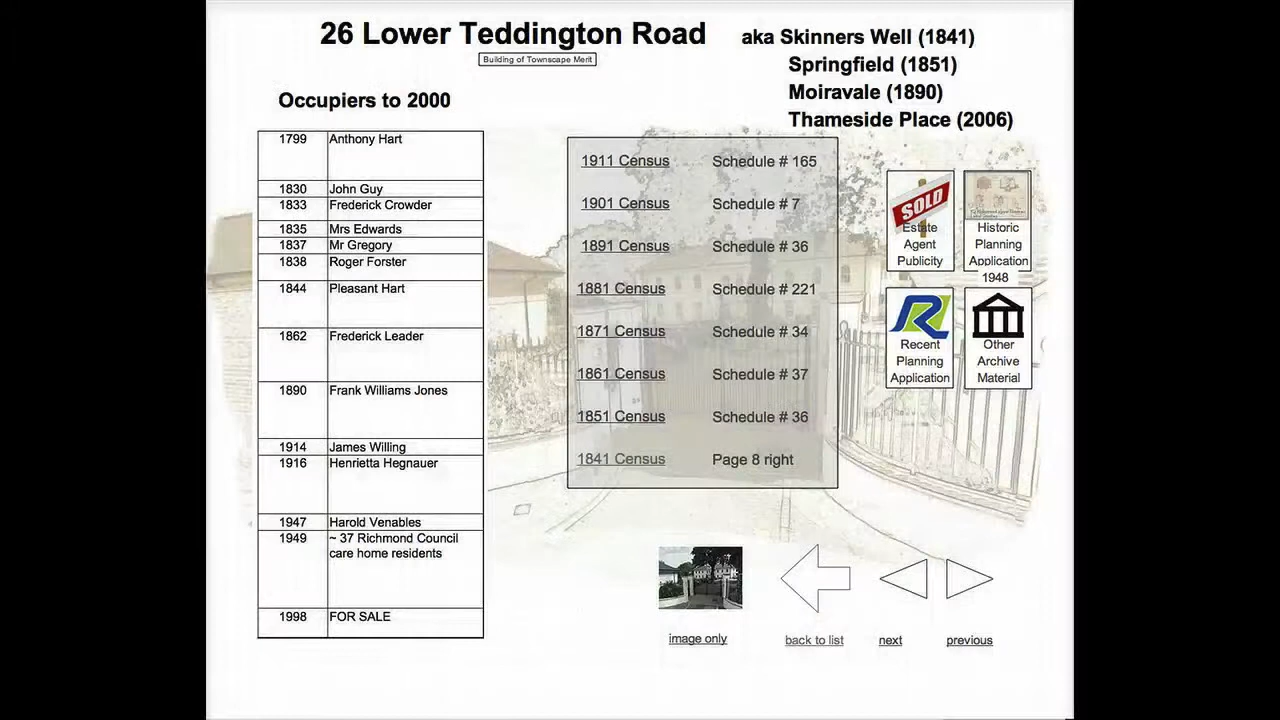 26 Lower Teddington Road
Building of Townscape Merit
aka Skinners Well (1841)
Springfield (1851)
Moiravale (1890)
Thameside Place (2006)
Occupiers to 2000
1799 Anthony Hart
1830 John Guy
1833 Frederick Crowder
1835 Mrs Edwards
1837 Mr Gregory
1838 Roger Forster
1844 Pleasant Hart
1862 Frederick Leader
1890 Frank Williams Jones
1914 James Willing
1916 Henrietta Hegnauer
1947 Harold Venables
1949 ~ 37 Richmond Council
care home residents
1998 FOR SALE
1911 Census Schedule # 165
1901 Census Schedule # 7
1891 Census Schedule # 36
1881 Census Schedule # 221
1871 Census Schedule # 34
1861 Census Schedule # 37
1851 Census Schedule # 36
1841 Census Page 8 right
SOLD
Estate
Agent
Publicity
Historic
Planning
Application
1948
Recent
Planning
Application
Other
Archive
Material
image only
back to list
next
previous